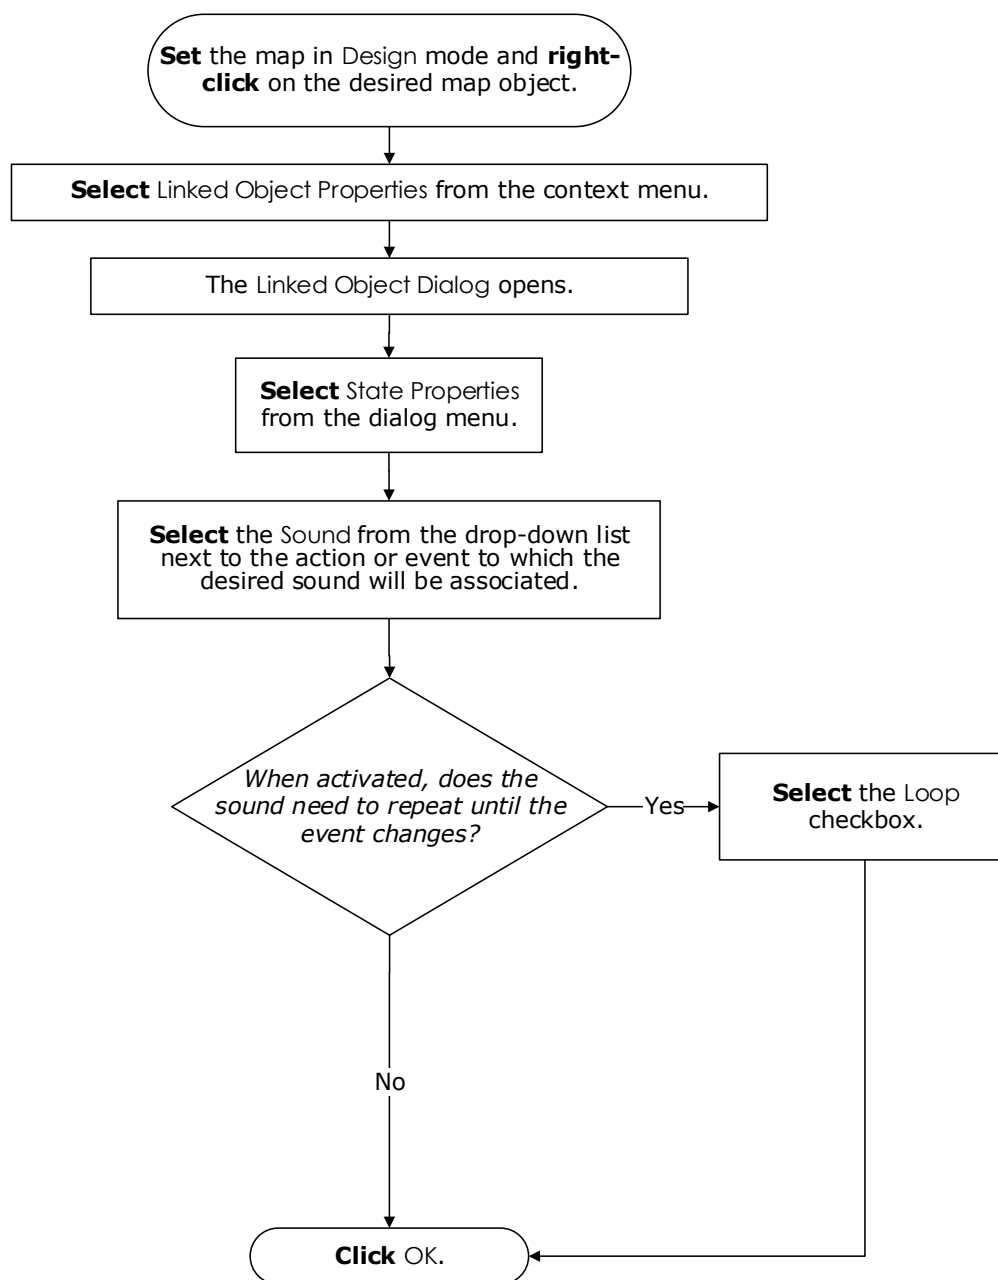 Set the map in Design mode and right-
click on the desired map object.
Select Linked Object Properties from the context menu.
The Linked Object Dialog opens.
Select State Properties
from the dialog menu.
Select the Sound from the drop-down list
next to the action or event to which the
desired sound will be associated.
When activated, does the
sound need to repeat until the
event changes?
Yes
Select the Loop
checkbox.
No
Click OK.